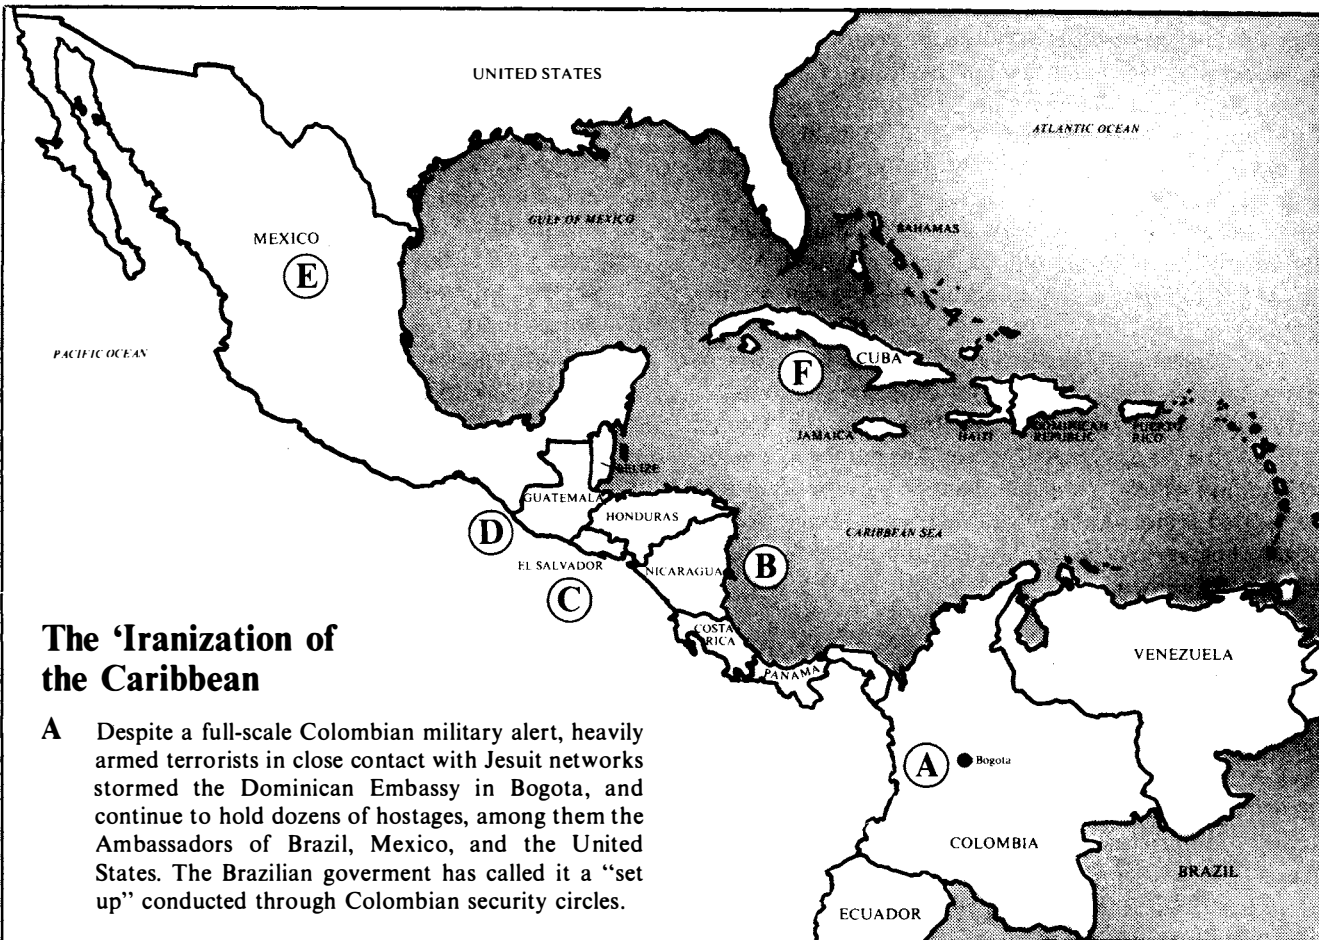 UNITED STATES
ATLANTIC OCEAN
GULF OF MEXICO
BAHAMAS
MEXICO
E
PACIFIC OCEAN
CUBA
F
JAMAICA
HAITI
DOMINICAN
REPUBLIC
PUERTO
RICO
BELIZE
GUATEMALA
HONDURAS
D
CARIBBEAN SEA
EL SALVADOR
NICARAGUA
B
C
COSTA
RICA
PANAMA
VENEZUELA
A
Bogota
COLOMBIA
BRAZIL
ECUADOR
The ‘Iranization of
the Caribbean
A Despite a full-scale Colombian military alert, heavily
armed terrorists in close contact with Jesuit networks
stormed the Dominican Embassy in Bogota, and
continue to hold dozens of hostages, among them the
Ambassadors of Brazil, Mexico, and the United
States. The Brazilian goverment has called it a “set
up” conducted through Colombian security circles.